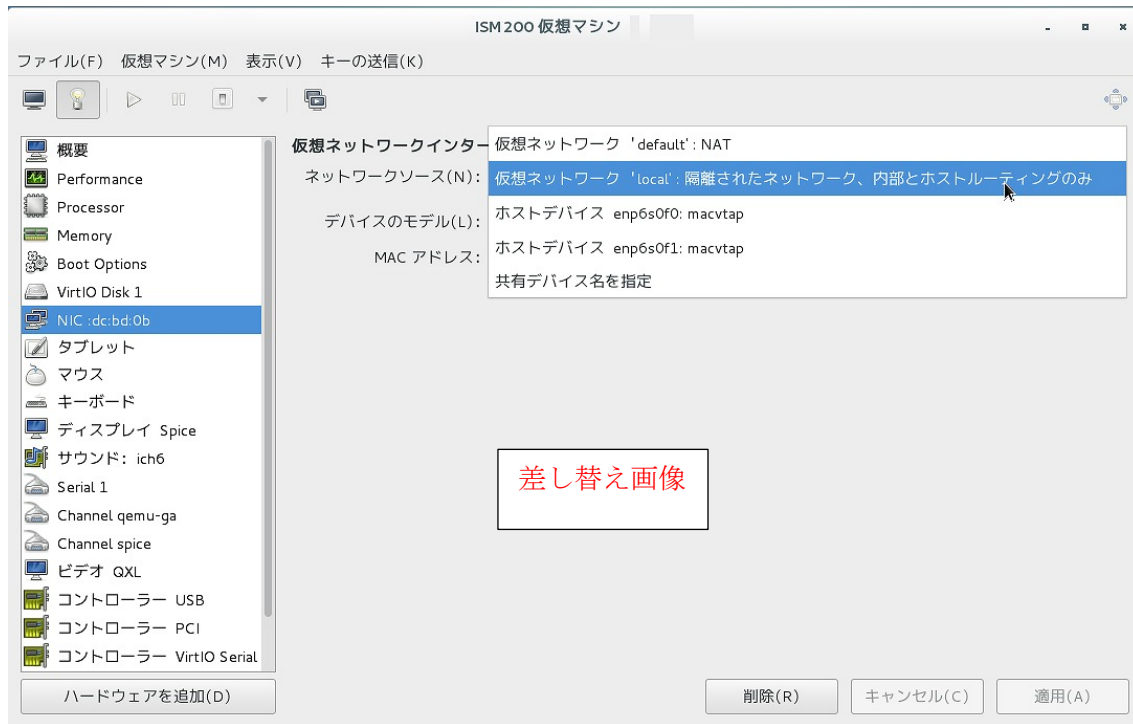 ISM200 仮想マシン
ファイル(F) 仮想マシン(M) 表示(V) キーの送信(K)
概要
Performance
Processor
Memory
Boot Options
VirtIO Disk 1
NIC :dc:bd:0b
タブレット
マウス
キーボード
ディスプレイ Spice
サウンド: ich6
Serial 1
Channel qemu-ga
Channel spice
ビデオ QXL
コントローラー USB
コントローラー PCI
コントローラー VirtIO Serial
ハードウェアを追加(D)
仮想ネットワークインター
ネットワークソース(N):
デバイスのモデル(L):
MAC アドレス:
仮想ネットワーク 'default' : NAT
仮想ネットワーク 'local' : 隔離されたネットワーク、内部とホストルーティングのみ
ホストデバイス enp6s0f0: macvtap
ホストデバイス enp6s0f1: macvtap
共有デバイス名を指定
差し替え画像
削除(R) キャンセル(C) 適用(A)